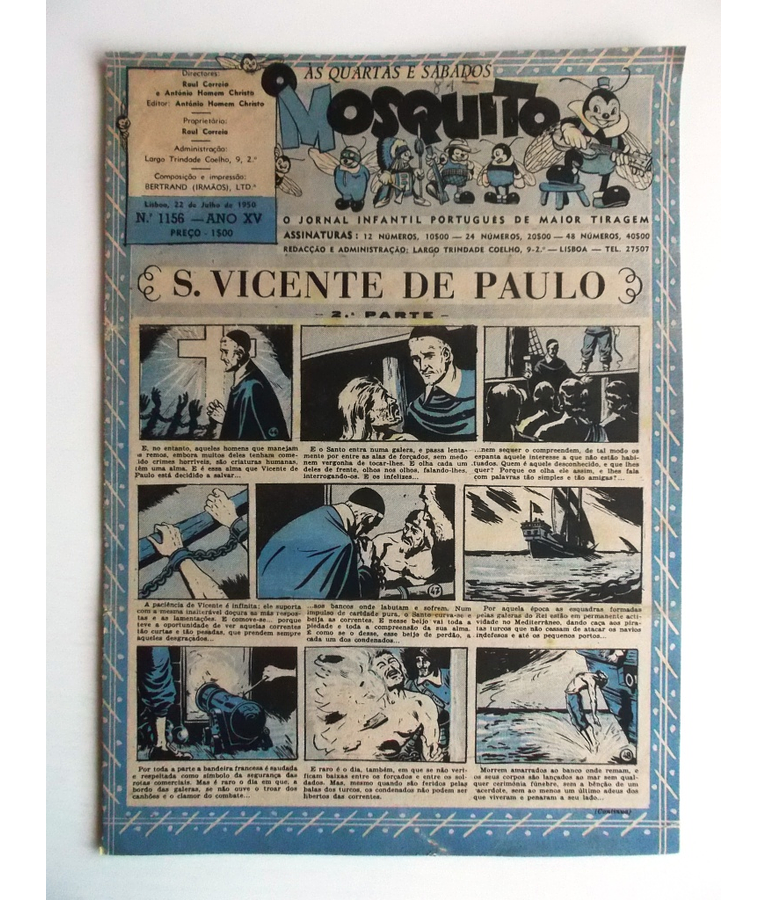 Directores:
Raul Correia
e António Homem Christo
Editor: António Homem Christo
Proprietário:
Raul Correia
Administração:
Largo Trindade Coelho, 9, 2.º
Composição e impressão:
BERTRAND (IRMÃOS), LTD.ª
Lisboa, 22 de Julho de 1950
N.º 1156 — ANO XV
PREÇO - 1$00
ÀS QUARTAS E SÁBADOS
O MOSQUITO
O JORNAL INFANTIL PORTUGUES DE MAIOR TIRAGEM
ASSINATURAS: 12 NÚMEROS, 10$00 — 24 NÚMEROS, 20$00 — 48 NÚMEROS, 40$00
REDACÇÃO E ADMINISTRAÇÃO; LARGO TRINDADE COELHO, 9-2.º — LISBOA — TEL. 27507
S. VICENTE DE PAULO
- 2.ª PARTE -
E, no entanto, aqueles homens que manejam
os remos, embora muitos deles tenham come-
ido crimes horríveis, são criaturas humanas,
têm uma alma. E é essa alma que Vicente de
Paulo está decidido a salvar...
E o Santo entra numa galera, e passa lenta-
mente por entre as alas de forçados, sem medo
nem vergonha de tocar-lhes. E olha cada um
deles de frente, olhos nos olhos, falando-lhes,
interrogando-os. E os infelizes...
...nem sequer o compreendem, de tal modo os
espanta aquele interesse a que não estão habi-
tuados. Quem é aquele desconhecido, e que lhes
quer? Porque os olha ele assim, e lhes fala
com palavras tão simples e tão amigas?...
47
A paciência de Vicente é infinita; ele suporta
com a mesma inalterável doçura as más respos-
tas e as lamentações. E comove-se... porque
teve a oportunidade de ver aquelas correntes
tão curtas e tão pesadas, que prendem sempre
aqueles desgraçados...
...aos bancos onde labutam e sofrem. Num
impulso de caridade pura, o Santo curva-se e
beija as correntes. E nesse beijo vai toda a
piedade e toda a compreensão da sua alma.
E como se o desse, esse beijo de perdão, a
cada um dos condenados...
Por aquela época as esquadras formadas
pelas galeras do Rei estão em permanente acti-
vidade no Mediterrâneo, dando caça aos pira-
tas turcos que não cessam de atacar os navios
indefesos e até os pequenos portos...
48
Por toda a parte a bandeira francesa é saudada
e respeitada como símbolo da segurança das
rotas comerciais. Mas é raro o dia em que, a
bordo das galeras, se não ouve o troar dos
canhões e o clamor do combate...
E raro é o dia, também, em que se não veri-
ficam baixas entre os forçados e entre os sol-
dados. Mas, mesmo quando são feridos pelas
balas dos turcos, os condenados não podem ser
libertos das correntes.
Morrem amarrados ao banco onde remam, e
os seus corpos são lançados ao mar sem qual-
quer cerimónia fúnebre, sem a bênção de um
acerdote, sem ao menos um último adeus dos
que viveram e penaram a seu lado...
(Continua)